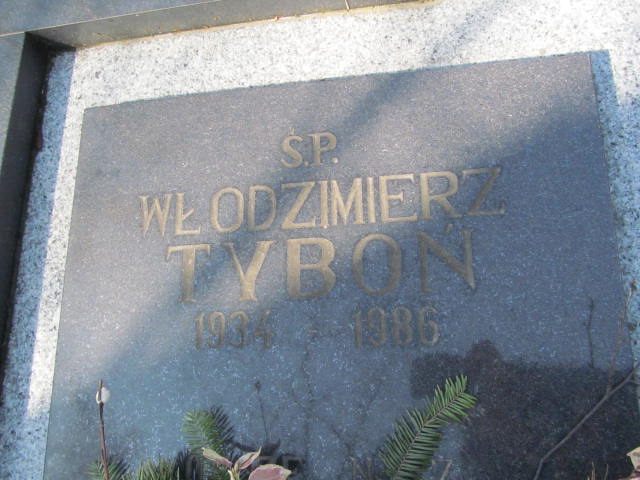 Ś.P.
WŁODZIMIERZ
TYBOŃ
1934 - 1986